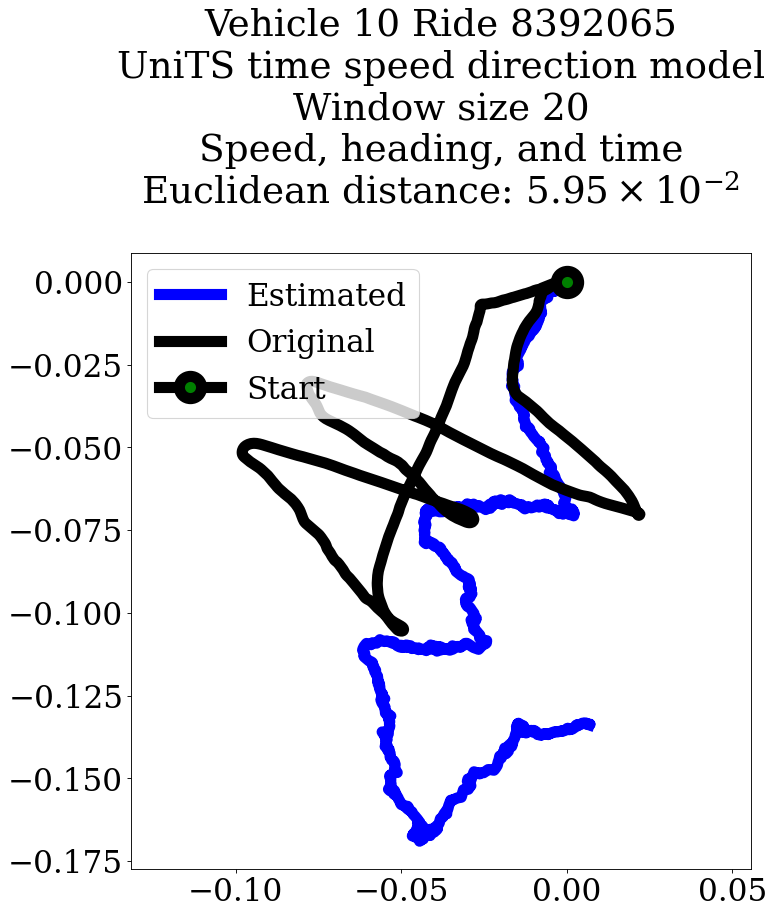 Vehicle 10 Ride 8392065
UniTS time speed direction model
Window size 20
Speed, heading, and time
Euclidean distance: 5.95 × 10⁻²
Estimated
Original
Start
0.000
−0.025
−0.050
−0.075
−0.100
−0.125
−0.150
−0.175
−0.10 −0.05 0.00 0.05